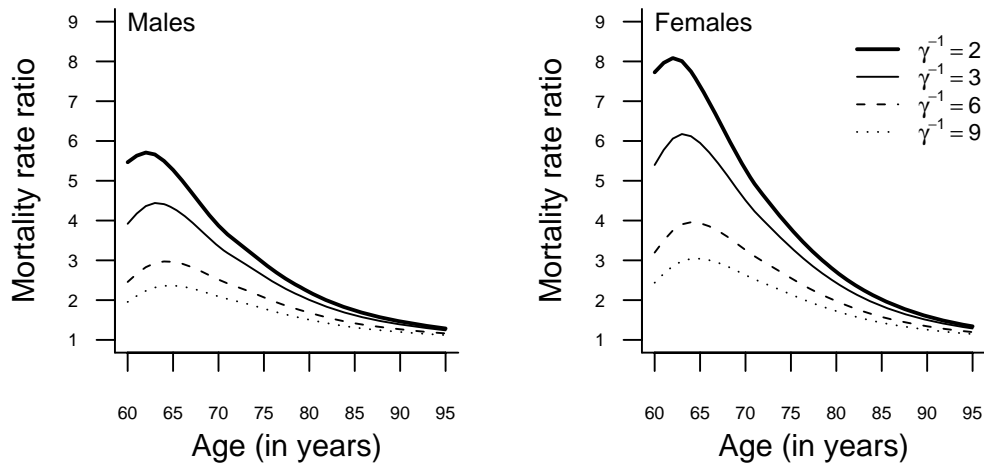 Males
Mortality rate ratio
9
8
7
6
5
4
3
2
1
60 65 70 75 80 85 90 95
Age (in years)
Females
γ⁻¹ = 2
γ⁻¹ = 3
γ⁻¹ = 6
γ⁻¹ = 9
Mortality rate ratio
9
8
7
6
5
4
3
2
1
60 65 70 75 80 85 90 95
Age (in years)